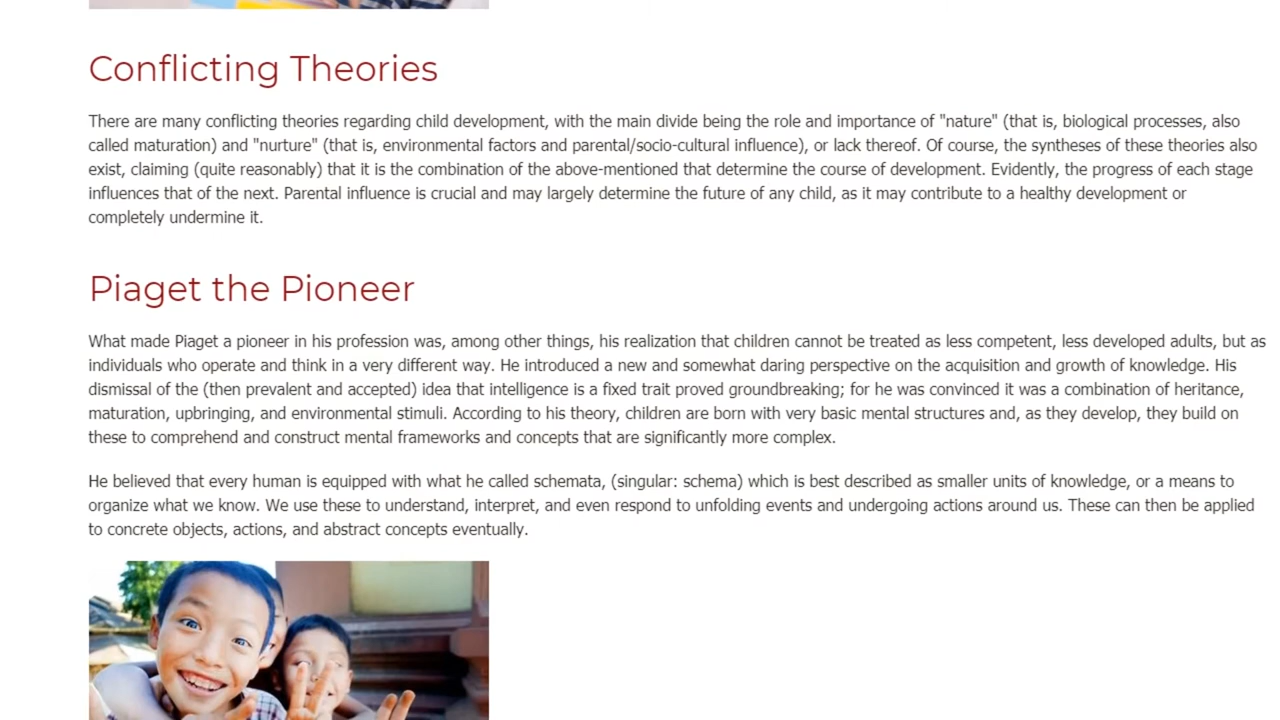 Conflicting Theories
There are many conflicting theories regarding child development, with the main divide being the role and importance of "nature" (that is, biological processes, also
called maturation) and "nurture" (that is, environmental factors and parental/socio-cultural influence), or lack thereof. Of course, the syntheses of these theories also
exist, claiming (quite reasonably) that it is the combination of the above-mentioned that determine the course of development. Evidently, the progress of each stage
influences that of the next. Parental influence is crucial and may largely determine the future of any child, as it may contribute to a healthy development or
completely undermine it.
Piaget the Pioneer
What made Piaget a pioneer in his profession was, among other things, his realization that children cannot be treated as less competent, less developed adults, but as
individuals who operate and think in a very different way. He introduced a new and somewhat daring perspective on the acquisition and growth of knowledge. His
dismissal of the (then prevalent and accepted) idea that intelligence is a fixed trait proved groundbreaking; for he was convinced it was a combination of heritance,
maturation, upbringing, and environmental stimuli. According to his theory, children are born with very basic mental structures and, as they develop, they build on
these to comprehend and construct mental frameworks and concepts that are significantly more complex.
He believed that every human is equipped with what he called schemata, (singular: schema) which is best described as smaller units of knowledge, or a means to
organize what we know. We use these to understand, interpret, and even respond to unfolding events and undergoing actions around us. These can then be applied
to concrete objects, actions, and abstract concepts eventually.